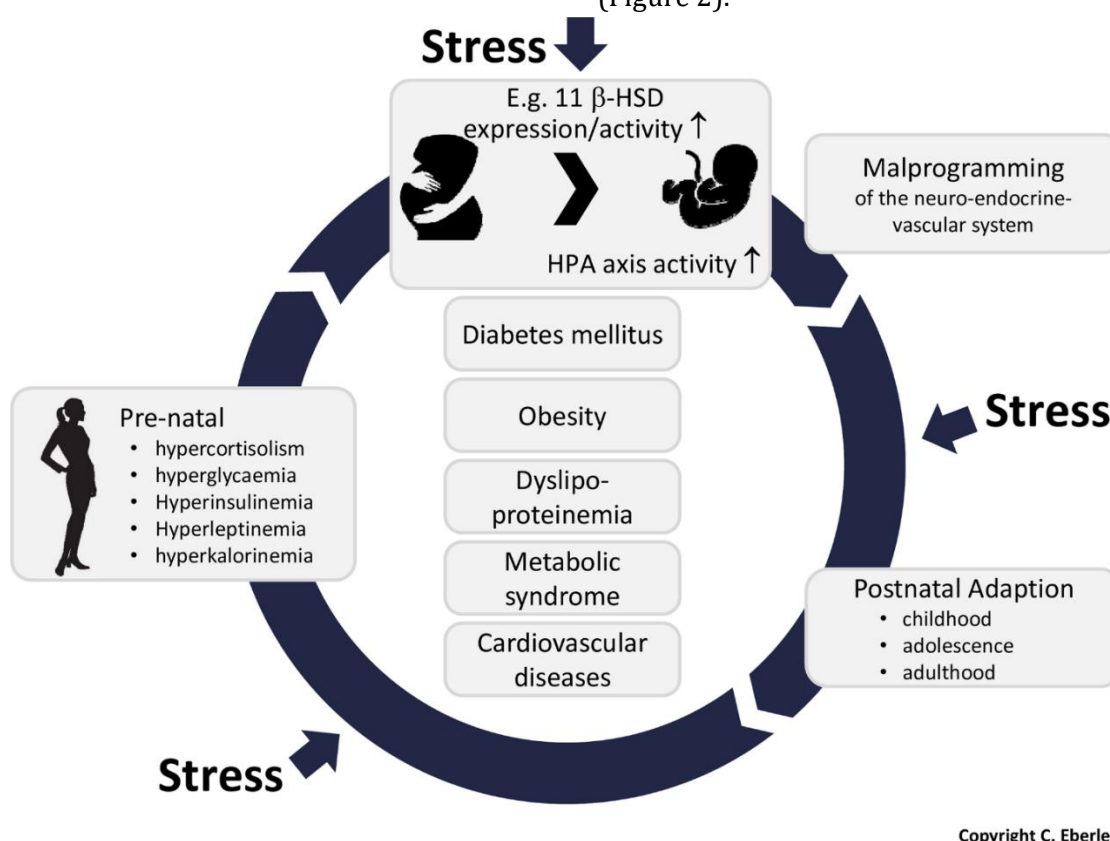 (Figure 2).
Stress
E.g. 11 β-HSD
expression/activity ↑
HPA axis activity ↑
Malprogramming
of the neuro-endocrine-
vascular system
Diabetes mellitus
Obesity
Dyslipo-
proteinemia
Metabolic
syndrome
Cardiovascular
diseases
Stress
Pre-natal
• hypercortisolism
• hyperglycaemia
• Hyperinsulinemia
• Hyperleptinemia
• hyperkalorinemia
Postnatal Adaption
• childhood
• adolescence
• adulthood
Stress
Copyright C. Eberle